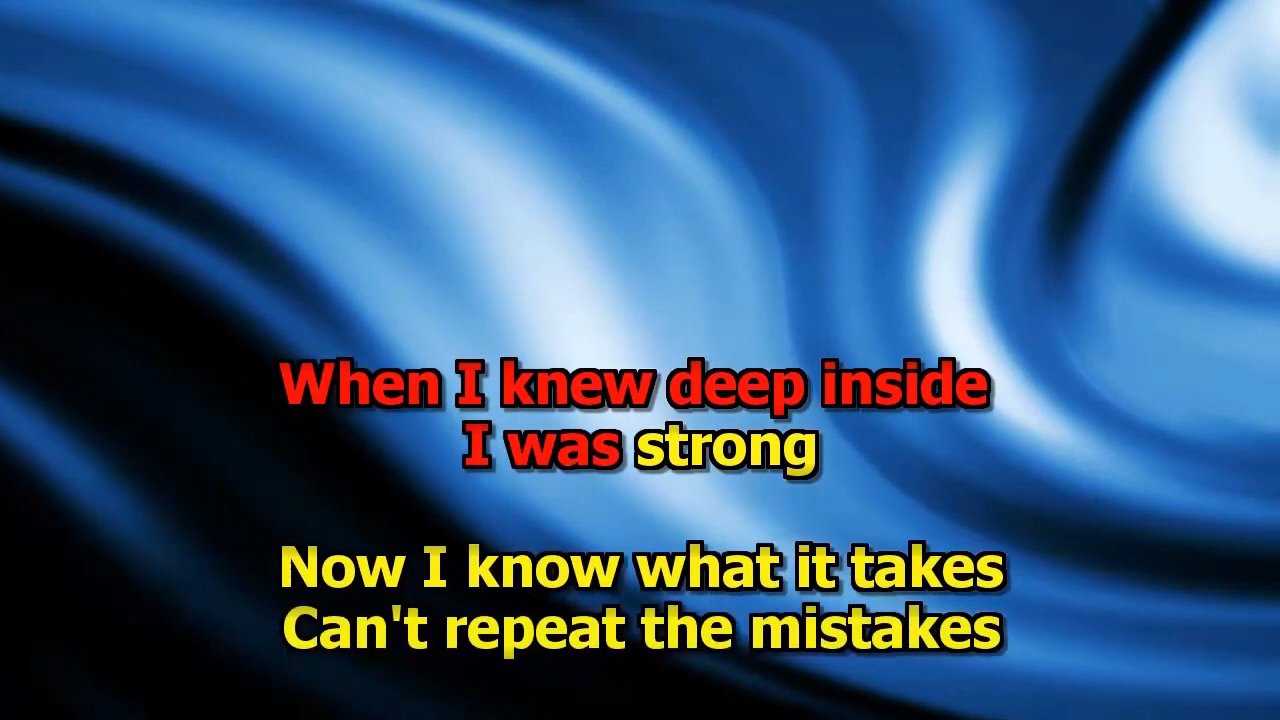 When I knew deep inside
I was strong
Now I know what it takes
Can't repeat the mistakes